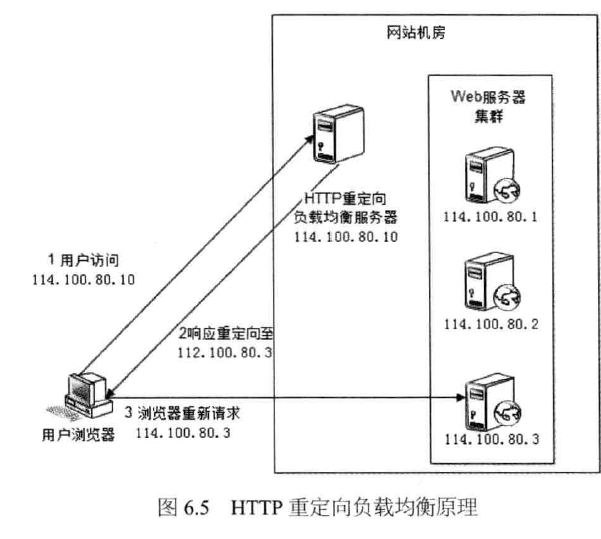 网站机房
Web服务器
集群
HTTP重定向
负载均衡服务器
114.100.80.10
114.100.80.1
1 用户访问
114.100.80.10
114.100.80.2
2响应重定向至
112.100.80.3
3 浏览器重新请求
114.100.80.3
用户浏览器
114.100.80.3
图 6.5 HTTP 重定向负载均衡原理